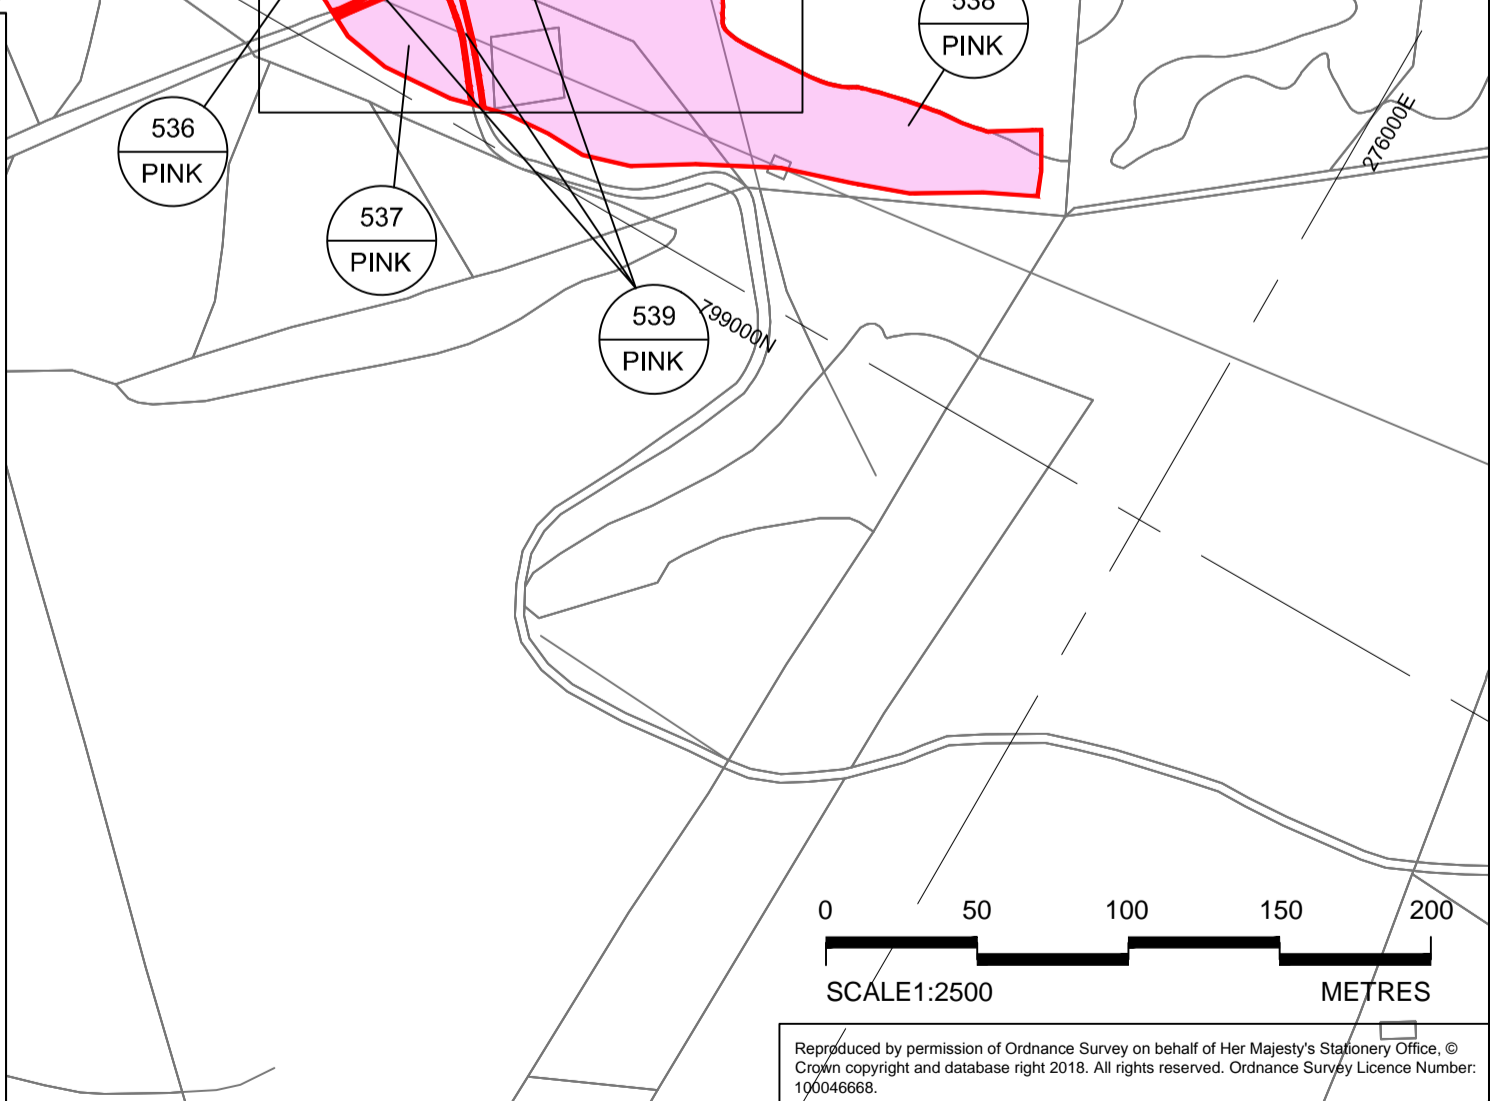 538
PINK
276000E
536
PINK
537
PINK
539
PINK
799000N
0 50 100 150 200
SCALE1:2500 METRES
Reproduced by permission of Ordnance Survey on behalf of Her Majesty's Stationery Office, ©
Crown copyright and database right 2018. All rights reserved. Ordnance Survey Licence Number:
100046668.